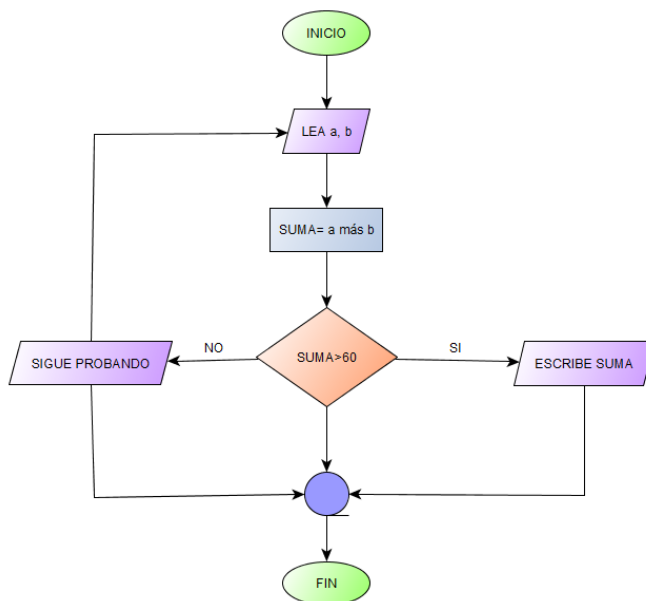 INICIO
LEA a, b
SUMA= a más b
SUMA>60
NO
SI
SIGUE PROBANDO
ESCRIBE SUMA
FIN